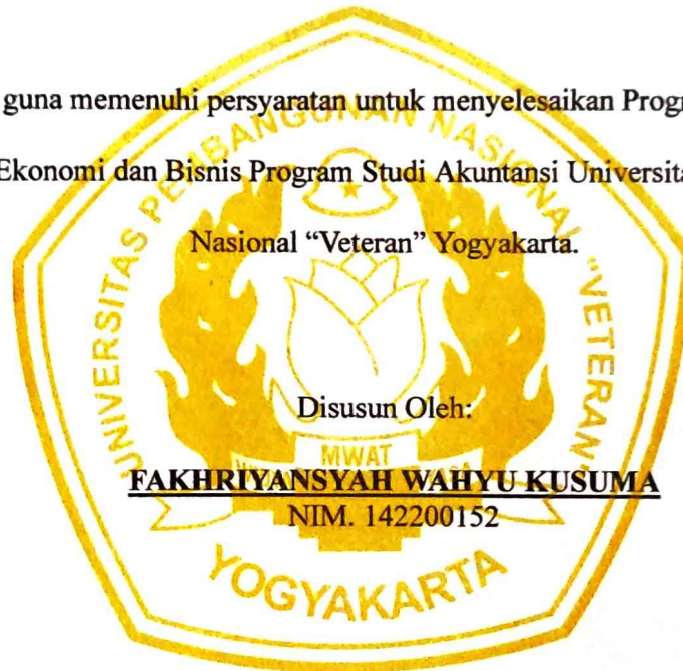 guna memenuhi persyaratan untuk menyelesaikan Progr
Ekonomi dan Bisnis Program Studi Akuntansi Universita
Nasional “Veteran” Yogyakarta.
UNIVERSITAS PEMBANGUNAN NASIONAL "VETERAN"
Disusun Oleh:
MWAT
FAKHRIYANSYAH WAHYU KUSUMA
NIM. 142200152
YOGYAKARTA